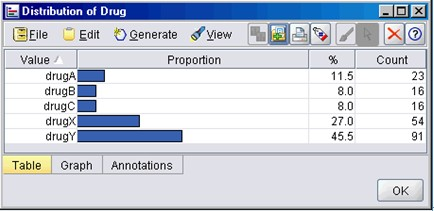 Distribution of Drug
File Edit Generate View
Value Proportion % Count
drugA 11.5 23
drugB 8.0 16
drugC 8.0 16
drugX 27.0 54
drugY 45.5 91
Table Graph Annotations
OK